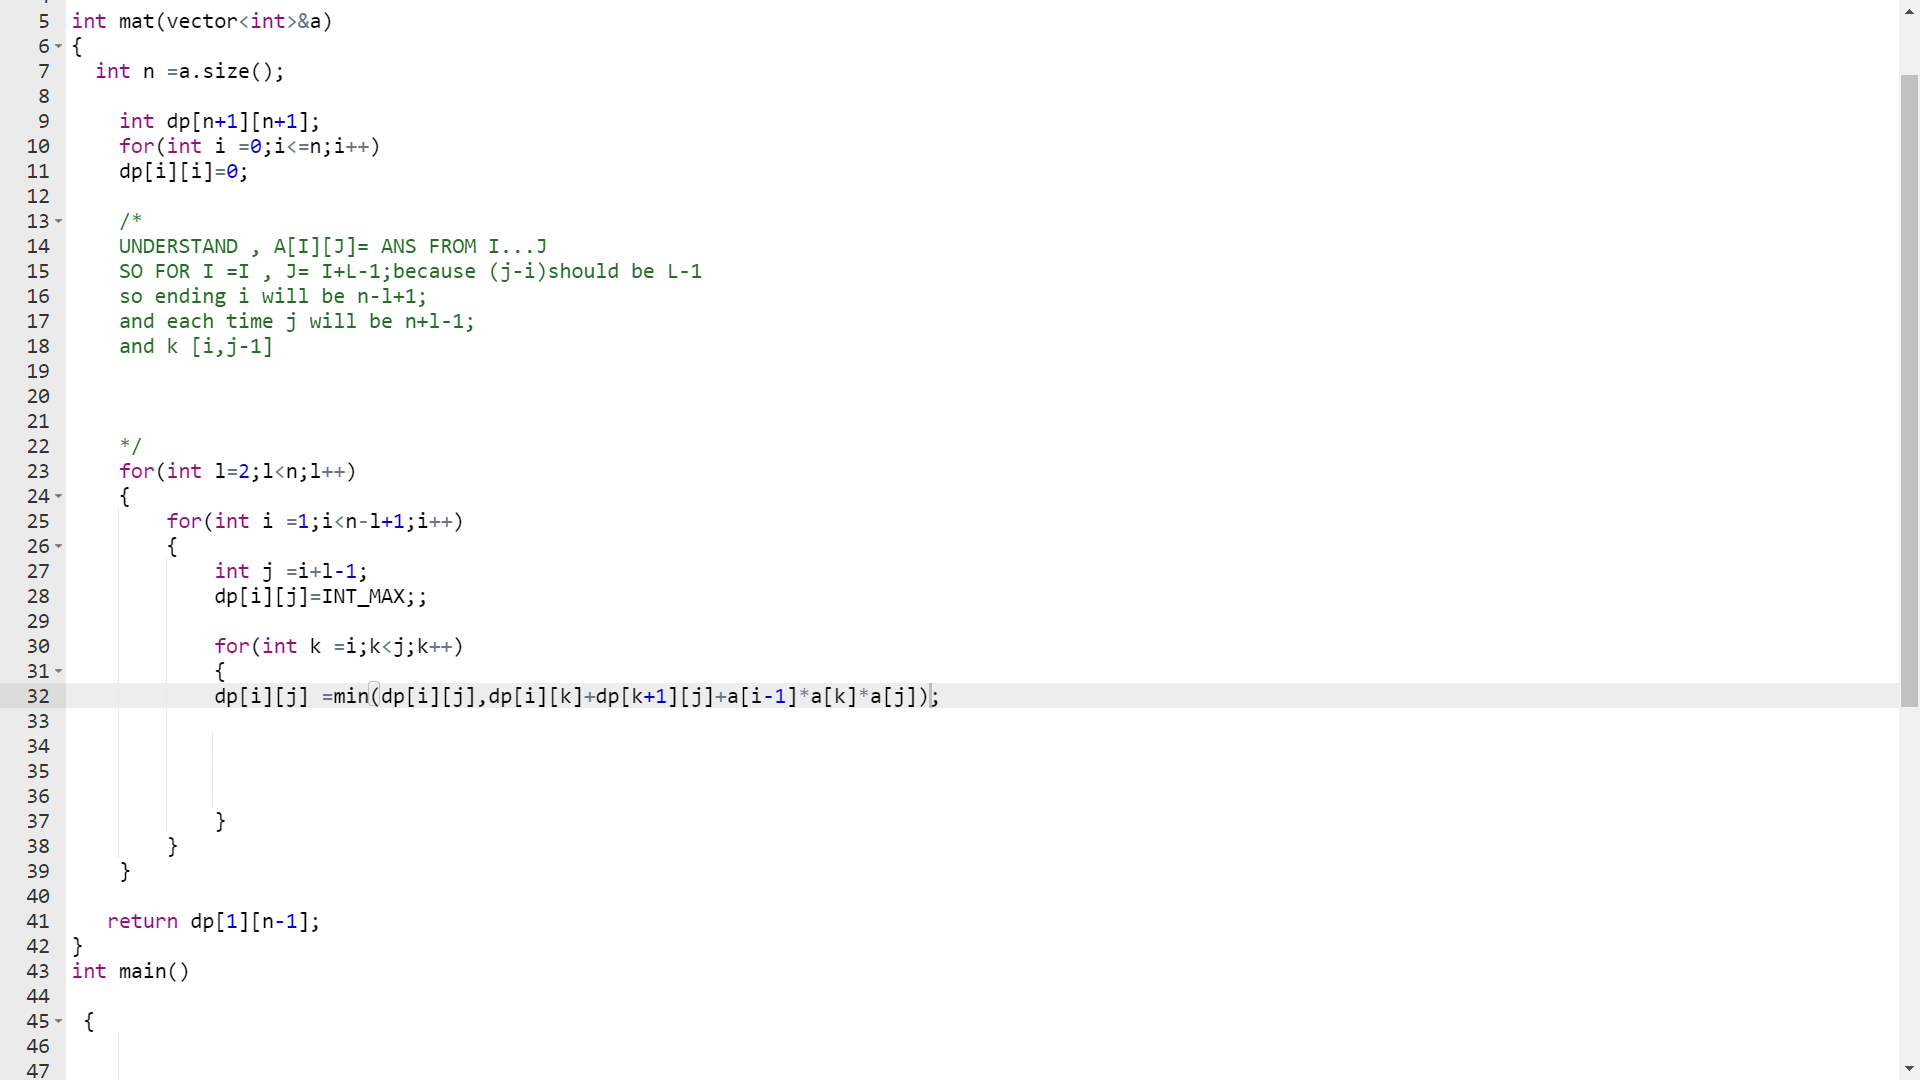 5 int mat(vector<int>&a)
6 {
7 int n =a.size();
8
9 int dp[n+1][n+1];
10 for(int i =0;i<=n;i++)
11 dp[i][i]=0;
12
13 /*
14 UNDERSTAND , A[I][J]= ANS FROM I...J
15 SO FOR I =I , J= I+L-1;because (j-i)should be L-1
16 so ending i will be n-l+1;
17 and each time j will be n+l-1;
18 and k [i,j-1]
19
20
21
22 */
23 for(int l=2;l<n;l++)
24 {
25 for(int i =1;i<n-l+1;i++)
26 {
27 int j =i+l-1;
28 dp[i][j]=INT_MAX;;
29
30 for(int k =i;k<j;k++)
31 {
32 dp[i][j] =min(dp[i][j],dp[i][k]+dp[k+1][j]+a[i-1]*a[k]*a[j]);
33
34
35
36
37 }
38 }
39 }
40
41 return dp[1][n-1];
42 }
43 int main()
44
45 {
46
47